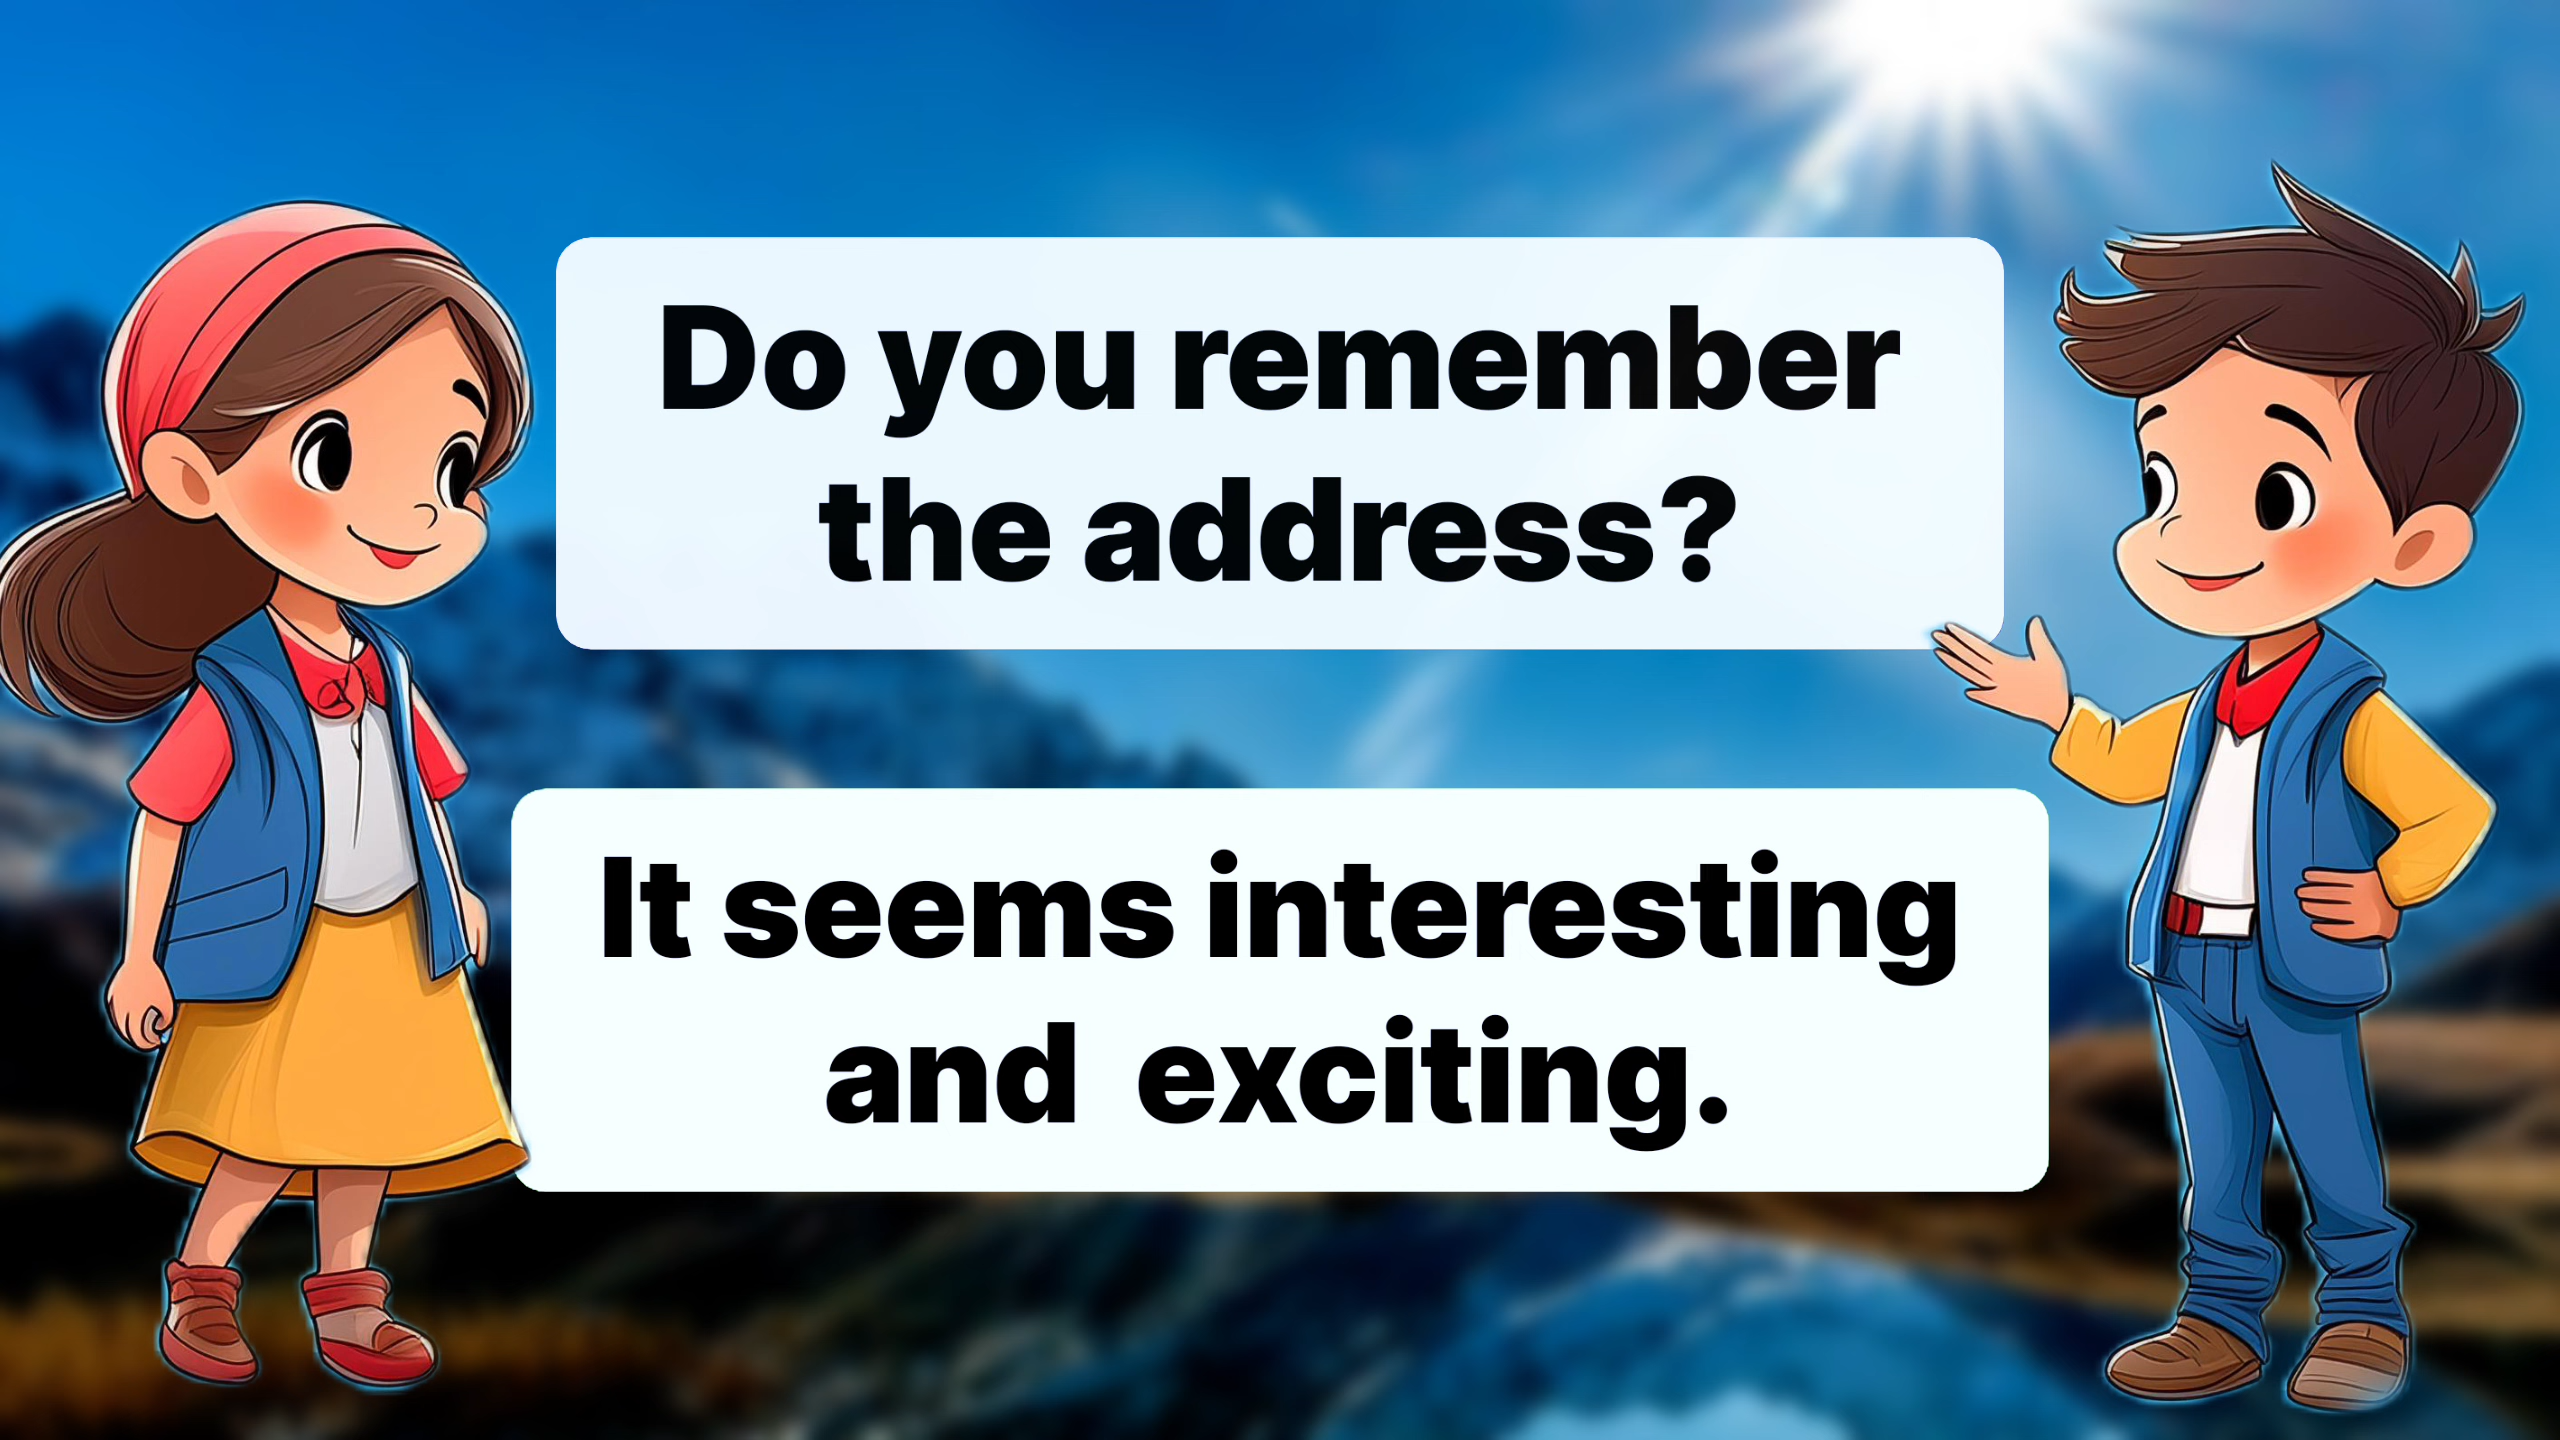 Do you remember
the address?
It seems interesting
and exciting.